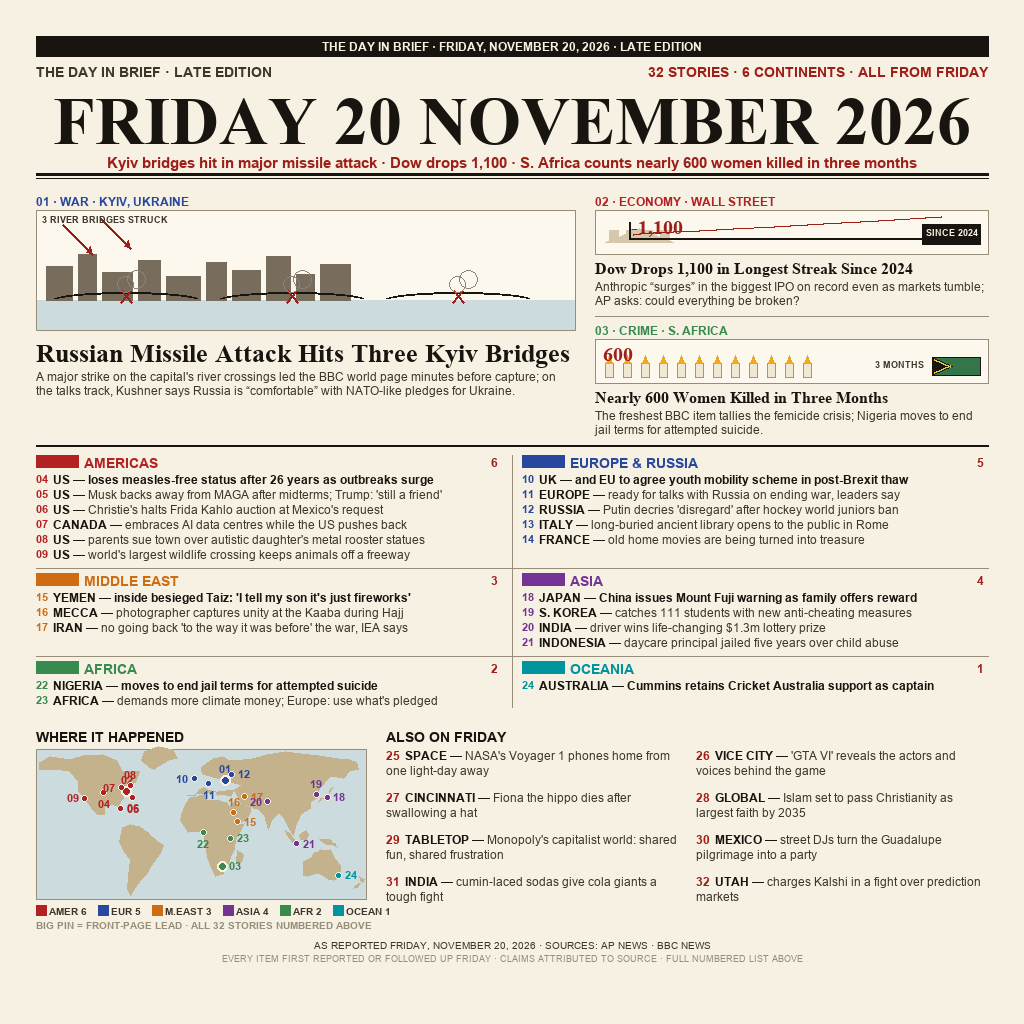 THE DAY IN BRIEF · FRIDAY, NOVEMBER 20, 2026 · LATE EDITION
THE DAY IN BRIEF · LATE EDITION
32 STORIES · 6 CONTINENTS · ALL FROM FRIDAY
FRIDAY 20 NOVEMBER 2026
Kyiv bridges hit in major missile attack · Dow drops 1,100 · S. Africa counts nearly 600 women killed in three months
01 · WAR · KYIV, UKRAINE
3 RIVER BRIDGES STRUCK
Russian Missile Attack Hits Three Kyiv Bridges
A major strike on the capital's river crossings led the BBC world page minutes before capture; on
the talks track, Kushner says Russia is “comfortable” with NATO-like pledges for Ukraine.
02 · ECONOMY · WALL STREET
-1,100
SINCE 2024
Dow Drops 1,100 in Longest Streak Since 2024
Anthropic “surges” in the biggest IPO on record even as markets tumble;
AP asks: could everything be broken?
03 · CRIME · S. AFRICA
600
3 MONTHS
Nearly 600 Women Killed in Three Months
The freshest BBC item tallies the femicide crisis; Nigeria moves to end
jail terms for attempted suicide.
AMERICAS 6
04 US — loses measles-free status after 26 years as outbreaks surge
05 US — Musk backs away from MAGA after midterms; Trump: 'still a friend'
06 US — Christie's halts Frida Kahlo auction at Mexico's request
07 CANADA — embraces AI data centres while the US pushes back
08 US — parents sue town over autistic daughter's metal rooster statues
09 US — world's largest wildlife crossing keeps animals off a freeway
EUROPE & RUSSIA 5
10 UK — and EU to agree youth mobility scheme in post-Brexit thaw
11 EUROPE — ready for talks with Russia on ending war, leaders say
12 RUSSIA — Putin decries 'disregard' after hockey world juniors ban
13 ITALY — long-buried ancient library opens to the public in Rome
14 FRANCE — old home movies are being turned into treasure
MIDDLE EAST 3
15 YEMEN — inside besieged Taiz: 'I tell my son it's just fireworks'
16 MECCA — photographer captures unity at the Kaaba during Hajj
17 IRAN — no going back 'to the way it was before' the war, IEA says
ASIA 4
18 JAPAN — China issues Mount Fuji warning as family offers reward
19 S. KOREA — catches 111 students with new anti-cheating measures
20 INDIA — driver wins life-changing $1.3m lottery prize
21 INDONESIA — daycare principal jailed five years over child abuse
AFRICA 2
22 NIGERIA — moves to end jail terms for attempted suicide
23 AFRICA — demands more climate money; Europe: use what's pledged
OCEANIA 1
24 AUSTRALIA — Cummins retains Cricket Australia support as captain
WHERE IT HAPPENED
08
02
07
09
04
06
10
01
12
11
16
17
20
15
19
18
22
23
21
03
24
AMER 6 EUR 5 M.EAST 3 ASIA 4 AFR 2 OCEAN 1
BIG PIN = FRONT-PAGE LEAD · ALL 32 STORIES NUMBERED ABOVE
ALSO ON FRIDAY
25 SPACE — NASA's Voyager 1 phones home from
one light-day away
26 VICE CITY — 'GTA VI' reveals the actors and
voices behind the game
27 CINCINNATI — Fiona the hippo dies after
swallowing a hat
28 GLOBAL — Islam set to pass Christianity as
largest faith by 2035
29 TABLETOP — Monopoly's capitalist world: shared
fun, shared frustration
30 MEXICO — street DJs turn the Guadalupe
pilgrimage into a party
31 INDIA — cumin-laced sodas give cola giants a
tough fight
32 UTAH — charges Kalshi in a fight over prediction
markets
AS REPORTED FRIDAY, NOVEMBER 20, 2026 · SOURCES: AP NEWS · BBC NEWS
EVERY ITEM FIRST REPORTED OR FOLLOWED UP FRIDAY · CLAIMS ATTRIBUTED TO SOURCE · FULL NUMBERED LIST ABOVE